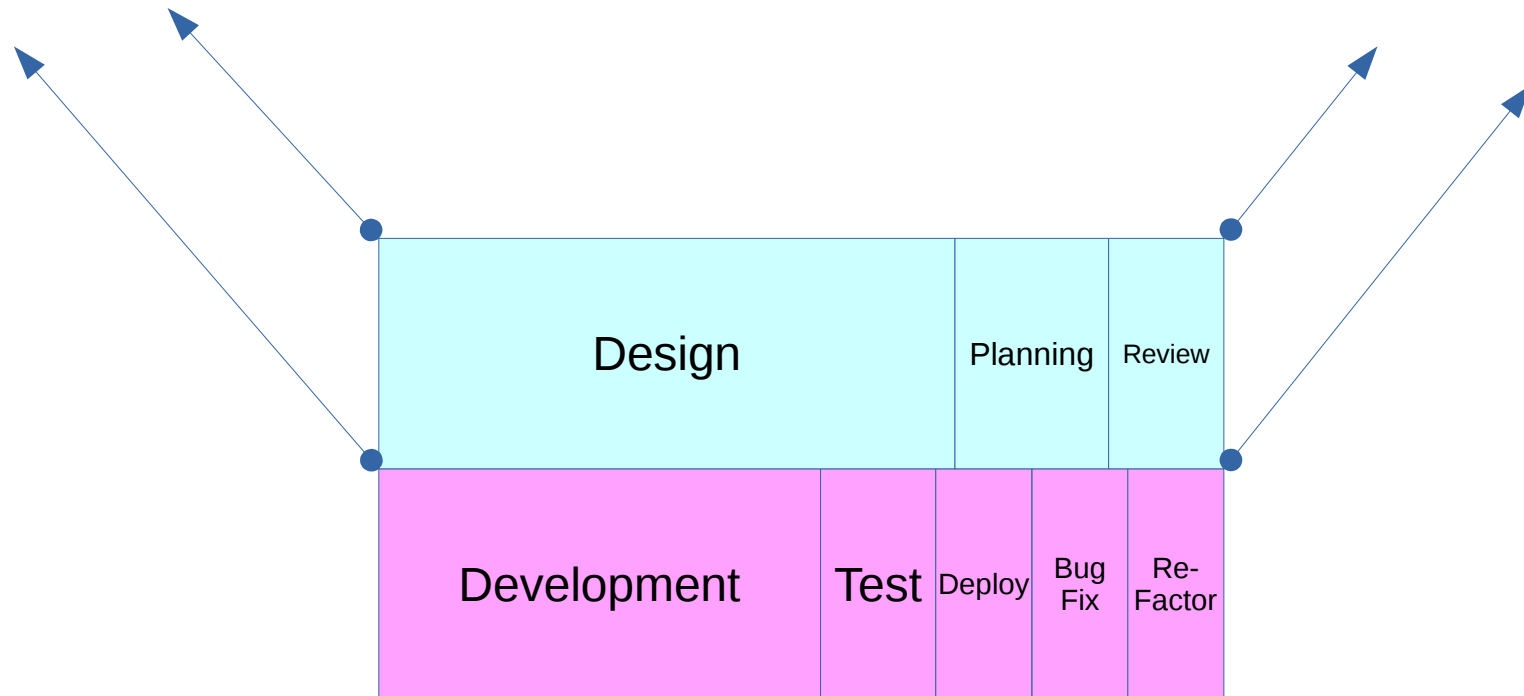 Design
Planning
Review
Development
Test
Deploy
Bug
Fix
Re-
Factor